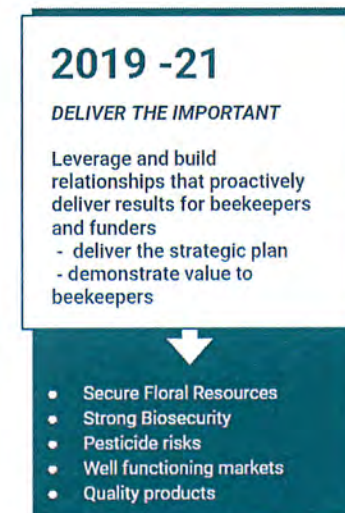 2019 -21
DELIVER THE IMPORTANT
Leverage and build
relationships that proactively
deliver results for beekeepers
and funders
- deliver the strategic plan
- demonstrate value to
beekeepers
• Secure Floral Resources
• Strong Biosecurity
• Pesticide risks
• Well functioning markets
• Quality products